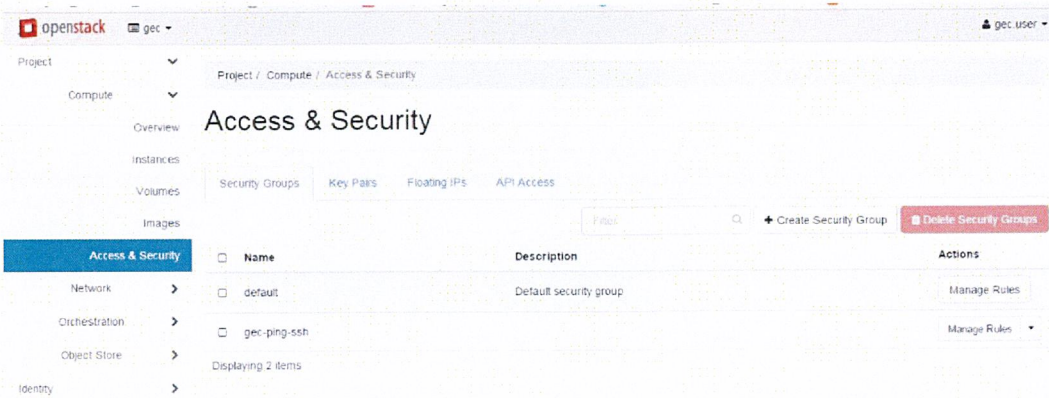 openstack gec gec.user
Project
Project / Compute / Access & Security
Compute
Overview
Access & Security
Instances
Volumes
Security Groups Key Pairs Floating IPs API Access
Images
Filter + Create Security Group Delete Security Groups
Access & Security
Name Description Actions
Network
default Default security group Manage Rules
Orchestration
gec-ping-ssh Manage Rules
Object Store
Displaying 2 items
Identity